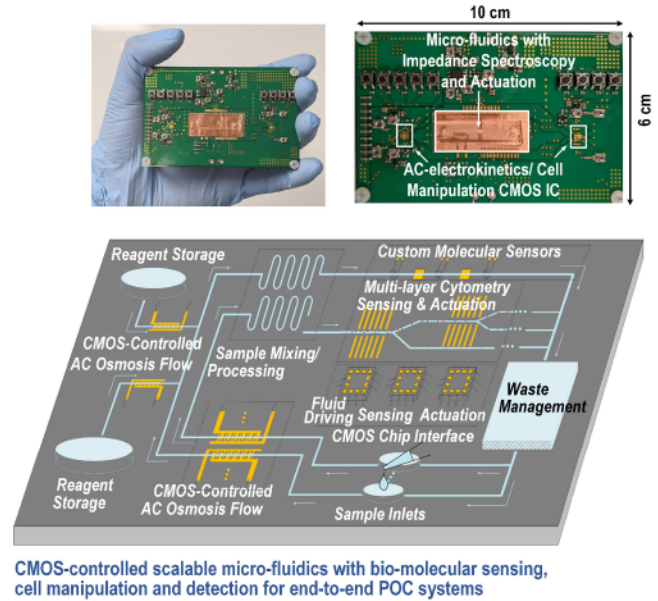 10 cm
Micro-fluidics with
Impedance Spectroscopy
and Actuation
6 cm
AC-electrokinetics/ Cell
Manipulation CMOS IC
Reagent Storage
Custom Molecular Sensors
Multi-layer Cytometry
Sensing & Actuation
CMOS-Controlled
AC Osmosis Flow
Sample Mixing/
Processing
Waste
Management
Fluid
Driving Sensing Actuation
CMOS Chip Interface
Reagent
Storage
CMOS-Controlled
AC Osmosis Flow
Sample Inlets
CMOS-controlled scalable micro-fluidics with bio-molecular sensing,
cell manipulation and detection for end-to-end POC systems